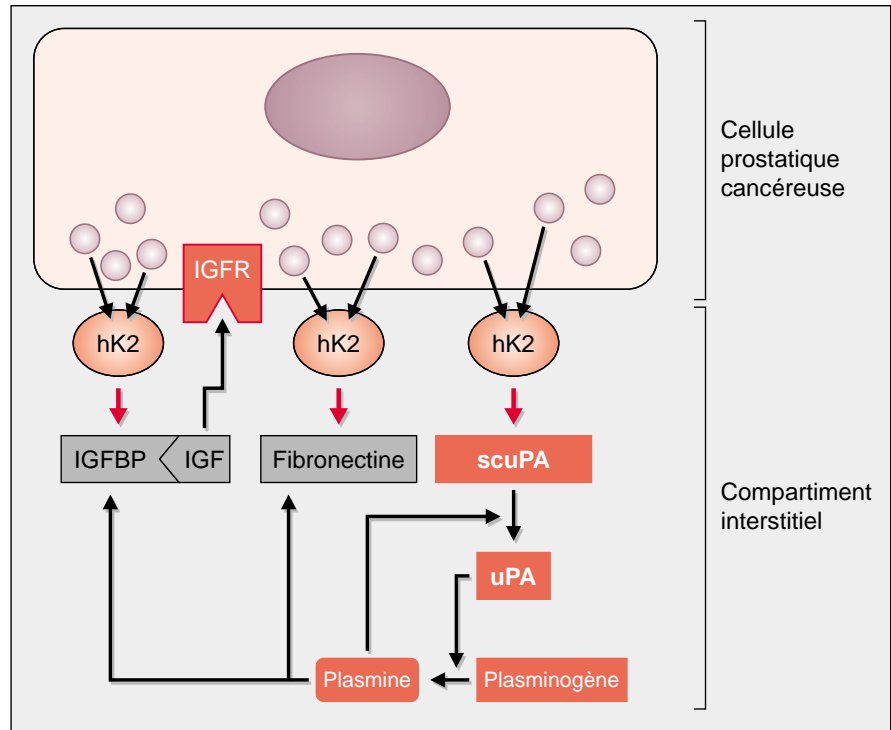 Cellule
prostatique
cancéreuse
IGFR
hK2
hK2
hK2
IGFBP
IGF
Fibronectine
scuPA
Compartiment
interstitiel
uPA
Plasmine
Plasminogène